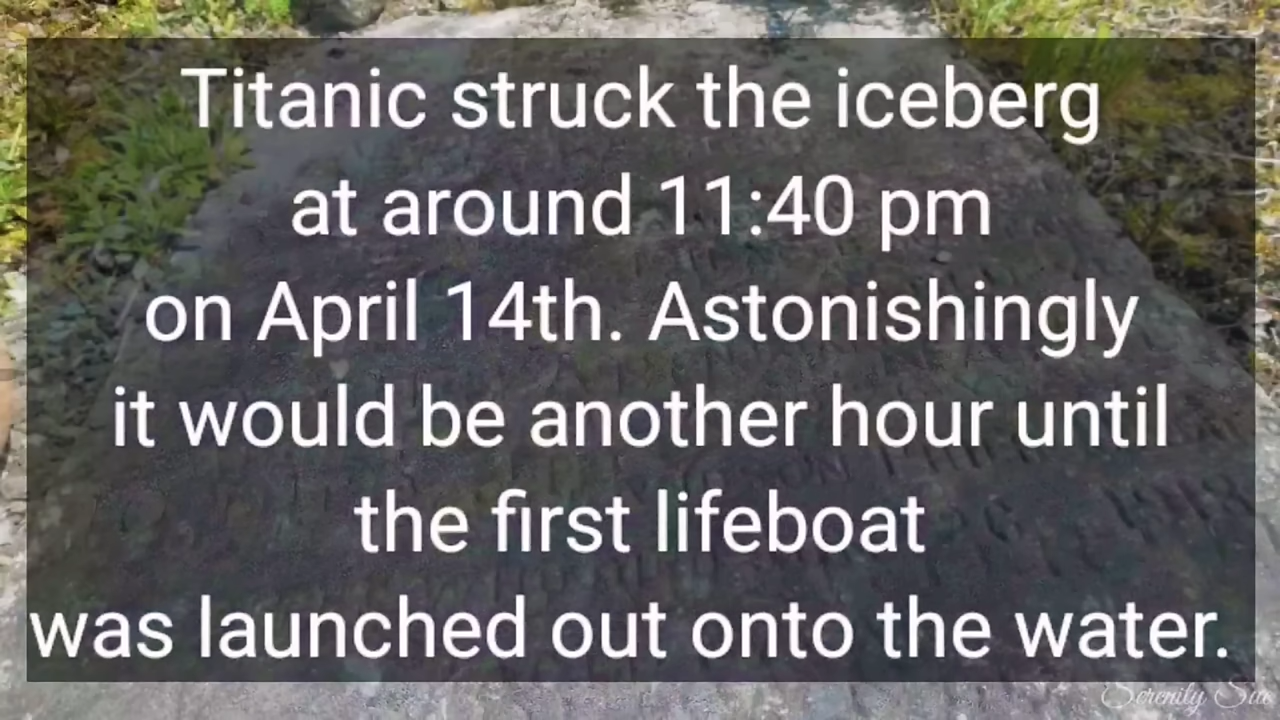 Titanic struck the iceberg
at around 11:40 pm
on April 14th. Astonishingly
it would be another hour until
the first lifeboat
was launched out onto the water.
Serenity Sue